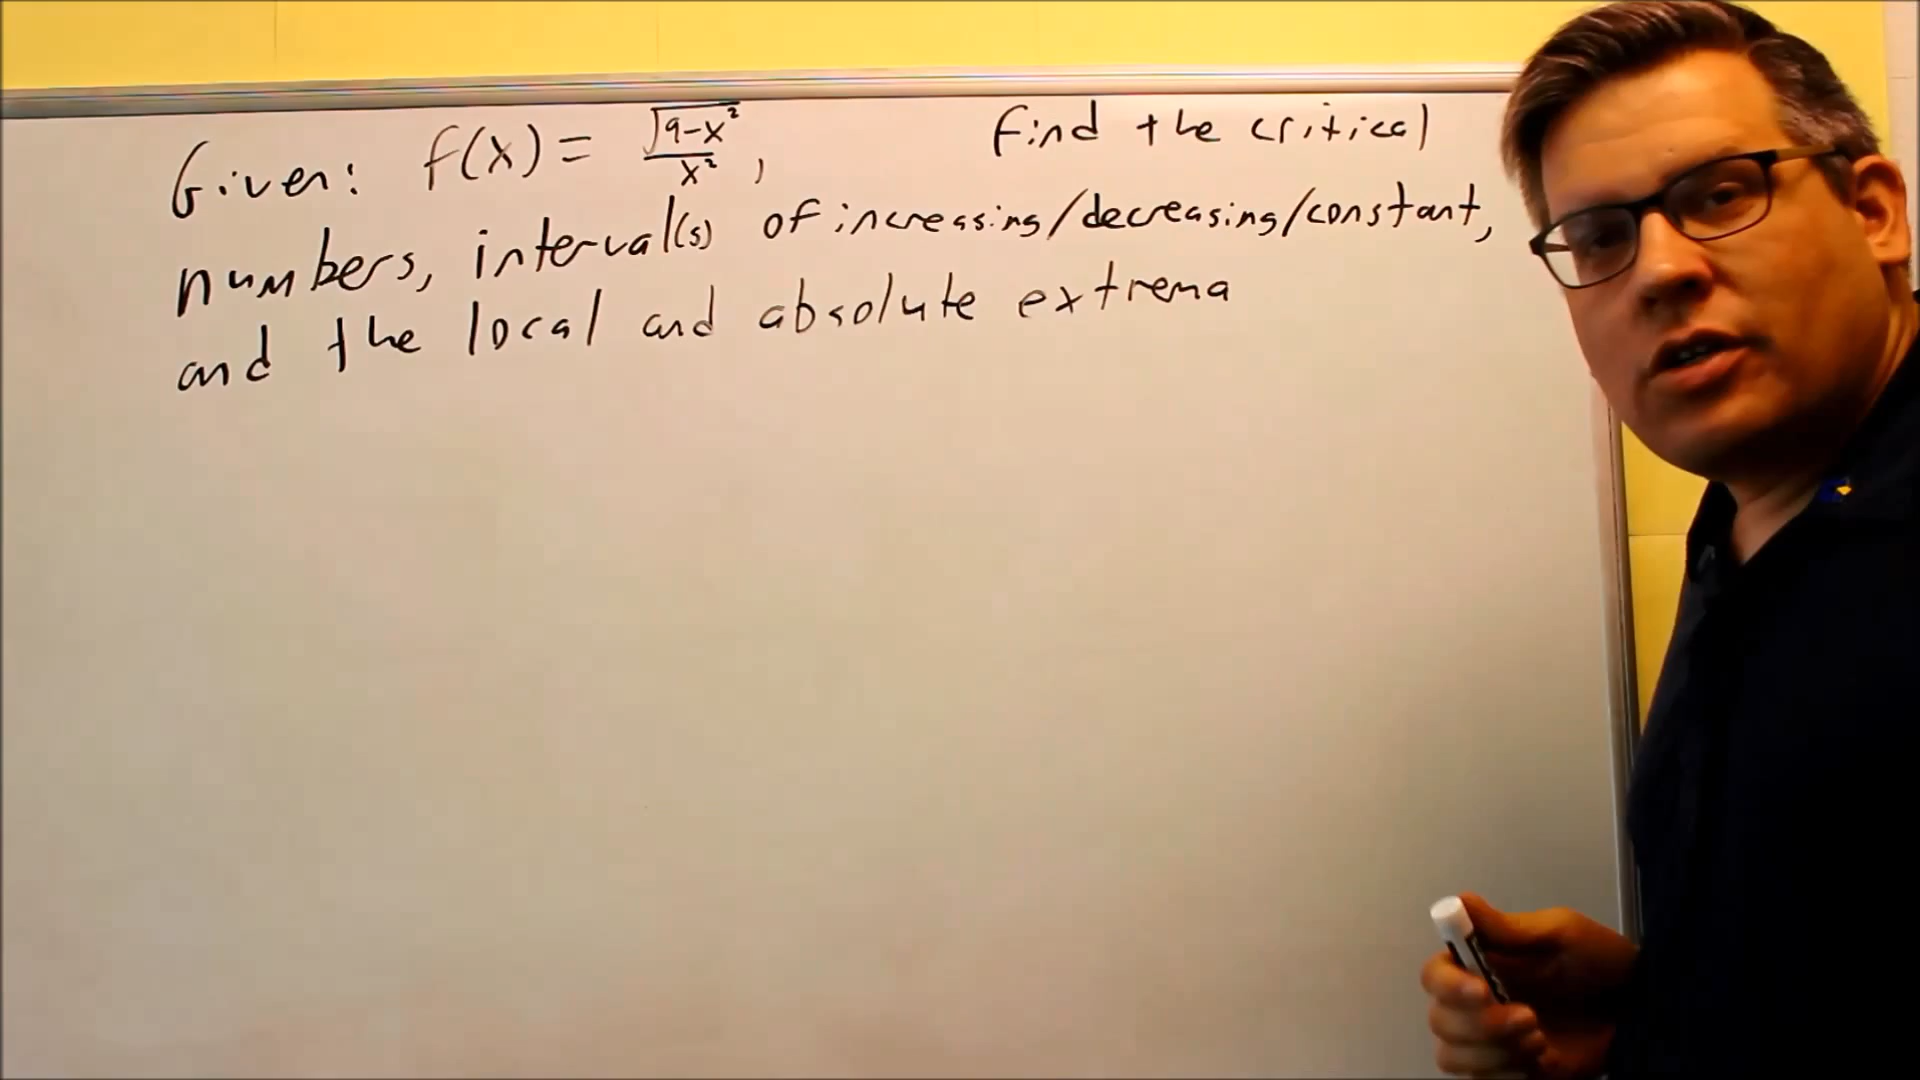 Given: f(x) = √(9-x²)/x², find the critical
numbers, interval(s) of increasing/decreasing/constant,
and the local and absolute extrema